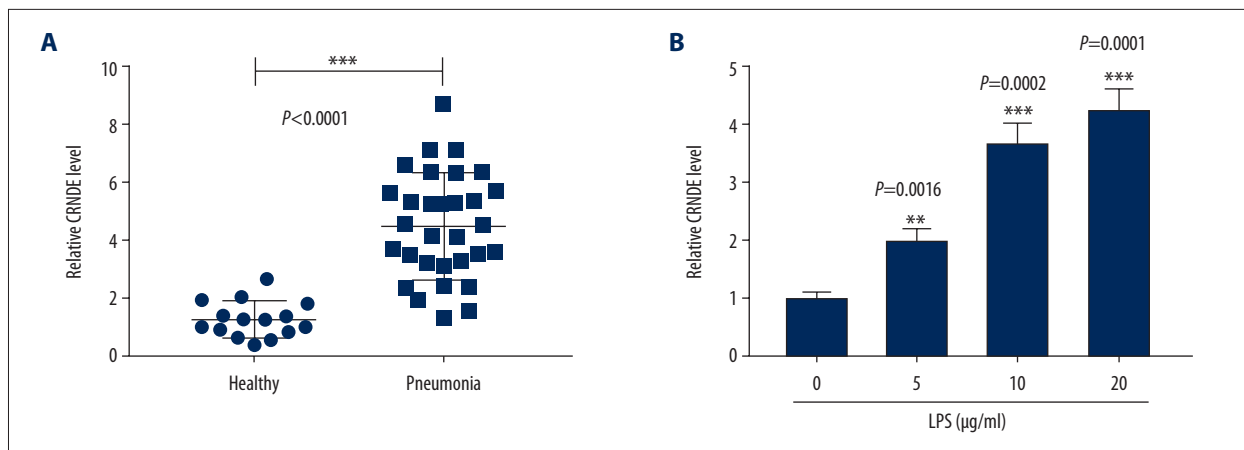 A
Relative CRNDE level
10
8
6
4
2
0
***
P<0.0001
Healthy
Pneumonia
B
Relative CRNDE level
5
4
3
2
1
0
P=0.0016
**
P=0.0002
***
P=0.0001
***
0
5
10
20
LPS (µg/ml)